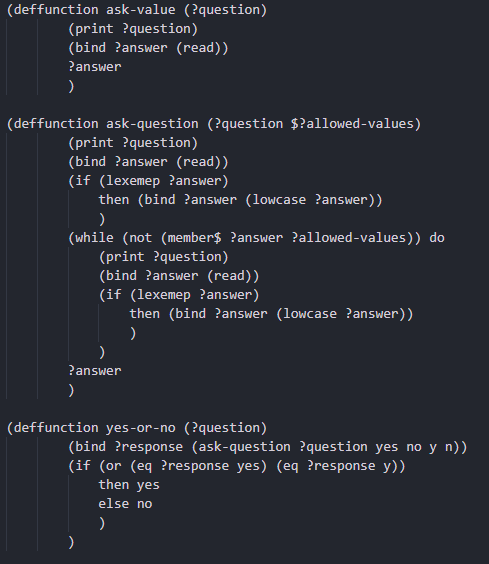 (deffunction ask-value (?question)
(print ?question)
(bind ?answer (read))
?answer
)
(deffunction ask-question (?question $?allowed-values)
(print ?question)
(bind ?answer (read))
(if (lexemep ?answer)
then (bind ?answer (lowcase ?answer))
)
(while (not (member$ ?answer ?allowed-values)) do
(print ?question)
(bind ?answer (read))
(if (lexemep ?answer)
then (bind ?answer (lowcase ?answer))
)
)
?answer
)
(deffunction yes-or-no (?question)
(bind ?response (ask-question ?question yes no y n))
(if (or (eq ?response yes) (eq ?response y))
then yes
else no
)
)